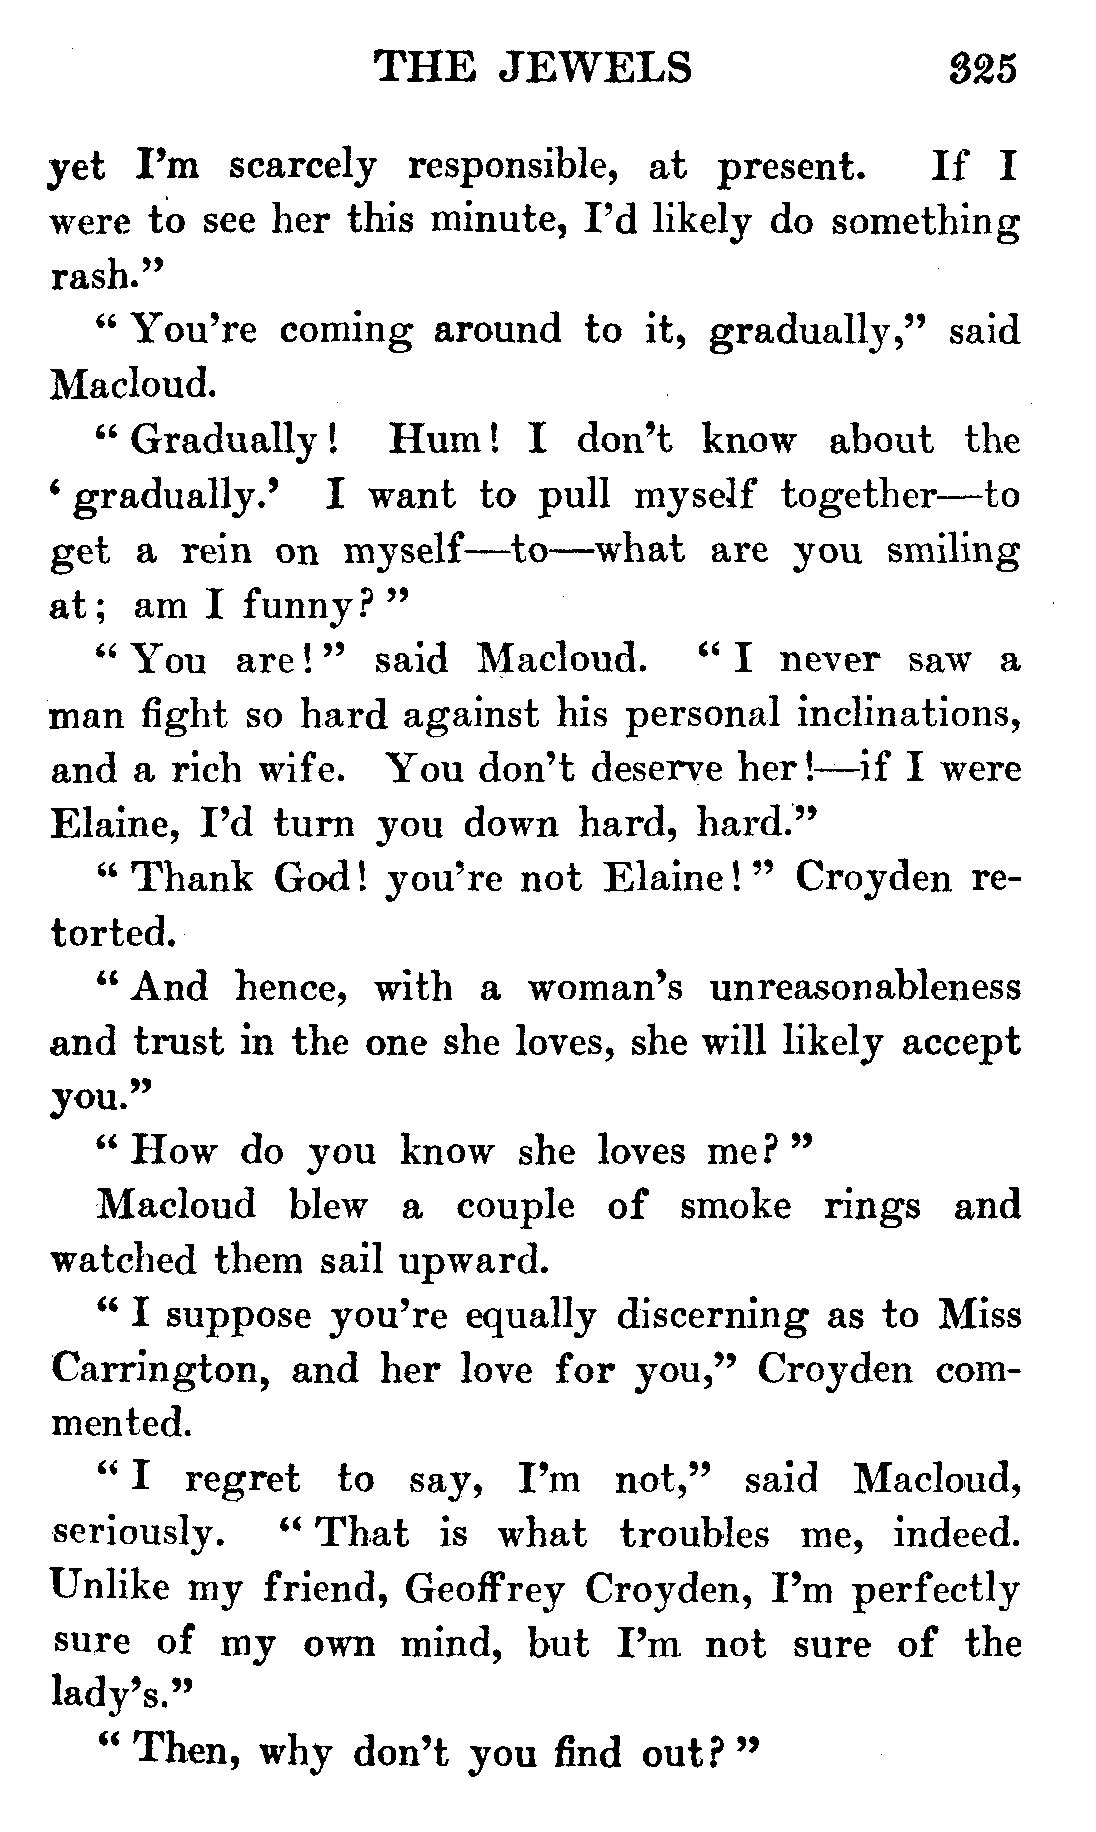 THE JEWELS 325
yet I'm scarcely responsible, at present. If I
were to see her this minute, I'd likely do something
rash."
" You're coming around to it, gradually," said
Macloud.
" Gradually! Hum! I don't know about the
' gradually.' I want to pull myself together—to
get a rein on myself—to—what are you smiling
at; am I funny? "
" You are! " said Macloud. " I never saw a
man fight so hard against his personal inclinations,
and a rich wife. You don't deserve her!—if I were
Elaine, I'd turn you down hard, hard."
" Thank God! you're not Elaine! " Croyden re-
torted.
" And hence, with a woman's unreasonableness
and trust in the one she loves, she will likely accept
you."
" How do you know she loves me? "
Macloud blew a couple of smoke rings and
watched them sail upward.
" I suppose you're equally discerning as to Miss
Carrington, and her love for you," Croyden com-
mented.
" I regret to say, I'm not," said Macloud,
seriously. " That is what troubles me, indeed.
Unlike my friend, Geoffrey Croyden, I'm perfectly
sure of my own mind, but I'm not sure of the
lady's."
" Then, why don't you find out? "